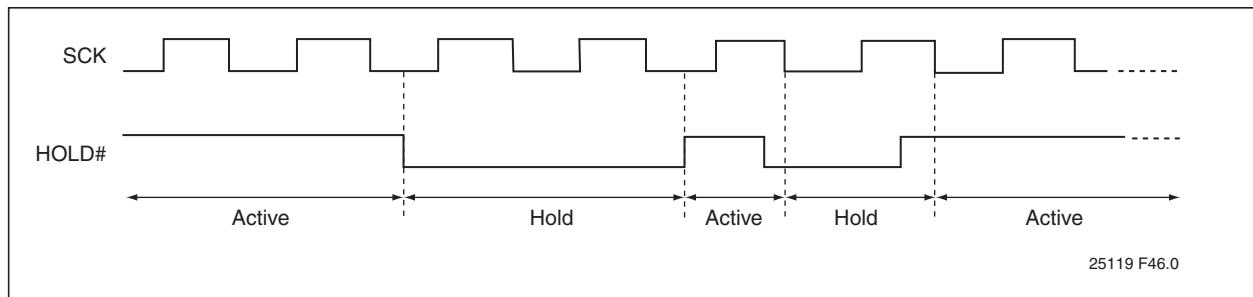 SCK
HOLD#
Active Hold Active Hold Active
25119 F46.0